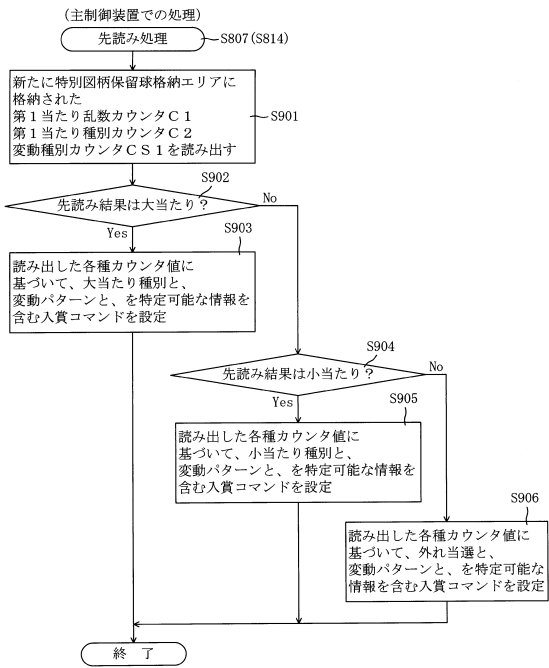 (主制御装置での処理)
先読み処理
S807(S814)
新たに特別図柄保留球格納エリアに
格納された
第1当たり乱数カウンタC1
第1当たり種別カウンタC2
変動種別カウンタCS1を読み出す
S901
S902
先読み結果は大当たり?
No
Yes
S903
読み出した各種カウンタ値に
基づいて、大当たり種別と、
変動パターンと、を特定可能な情報を
含む入賞コマンドを設定
S904
先読み結果は小当たり?
No
Yes
S905
読み出した各種カウンタ値に
基づいて、小当たり種別と、
変動パターンと、を特定可能な情報を
含む入賞コマンドを設定
S906
読み出した各種カウンタ値に
基づいて、外れ当選と、
変動パターンと、を特定可能な
情報を含む入賞コマンドを設定
終 了